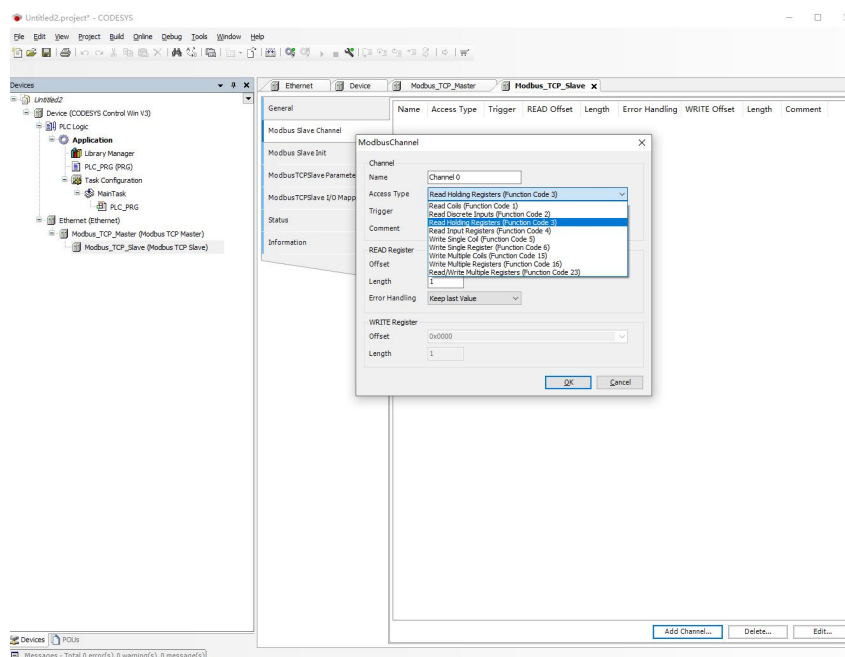 Untitled2.project* - CODESYS
File Edit View Project Build Online Debug Tools Window Help
Devices
Untitled2
Device (CODESYS Control Win V3)
PLC Logic
Application
Library Manager
PLC_PRG (PRG)
Task Configuration
MainTask
PLC_PRG
Ethernet (Ethernet)
Modbus_TCP_Master (Modbus TCP Master)
Modbus_TCP_Slave (Modbus TCP Slave)
Devices POUs
Messages - Total 0 error(s), 0 warning(s), 0 message(s)
Ethernet Device Modbus_TCP_Master Modbus_TCP_Slave
General
Modbus Slave Channel
Modbus Slave Init
ModbusTCPSlave Paramete
ModbusTCPSlave I/O Mapp
Status
Information
Name Access Type Trigger READ Offset Length Error Handling WRITE Offset Length Comment
ModbusChannel
Channel
Name Channel 0
Access Type Read Holding Registers (Function Code 3)
Trigger
Comment
Read Coils (Function Code 1)
Read Discrete Inputs (Function Code 2)
Read Holding Registers (Function Code 3)
Read Input Registers (Function Code 4)
Write Single Coil (Function Code 5)
Write Single Register (Function Code 6)
Write Multiple Coils (Function Code 15)
Write Multiple Registers (Function Code 16)
Read/Write Multiple Registers (Function Code 23)
READ Register
Offset
Length 1
Error Handling Keep last Value
WRITE Register
Offset 0x0000
Length 1
OK Cancel
Add Channel... Delete... Edit...